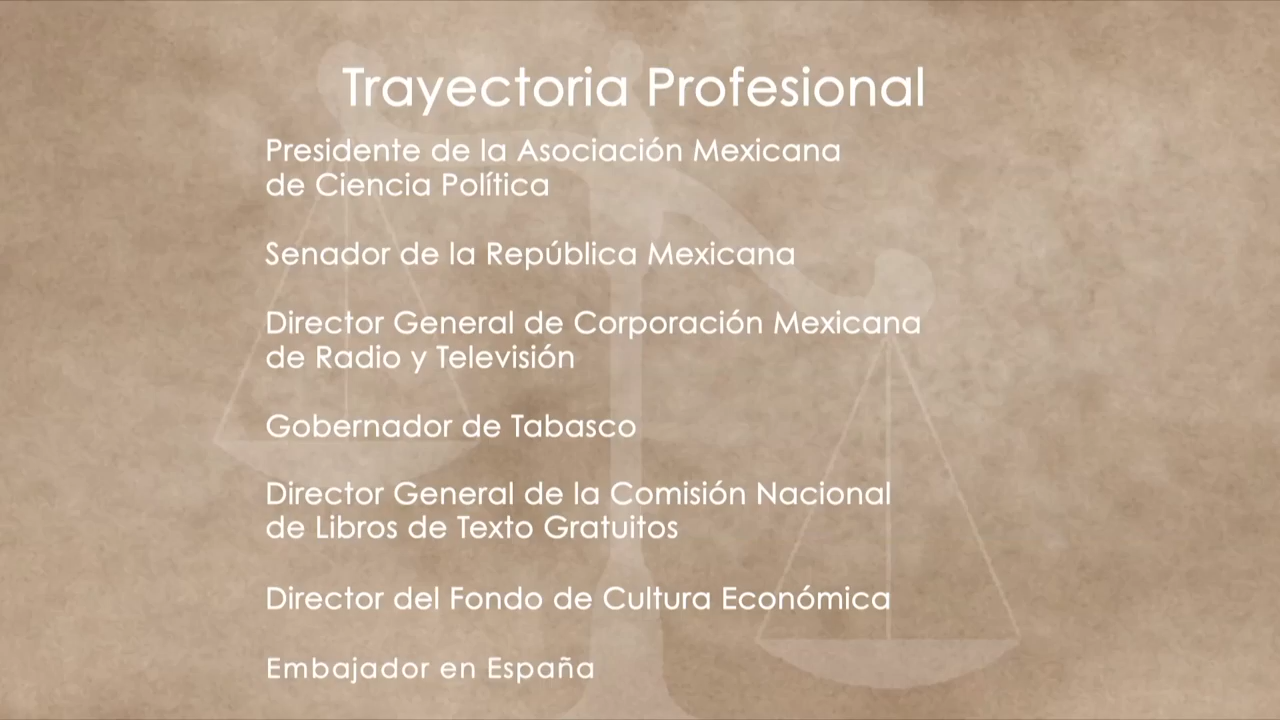 Trayectoria Profesional
Presidente de la Asociación Mexicana
de Ciencia Política
Senador de la República Mexicana
Director General de Corporación Mexicana
de Radio y Televisión
Gobernador de Tabasco
Director General de la Comisión Nacional
de Libros de Texto Gratuitos
Director del Fondo de Cultura Económica
Embajador en España